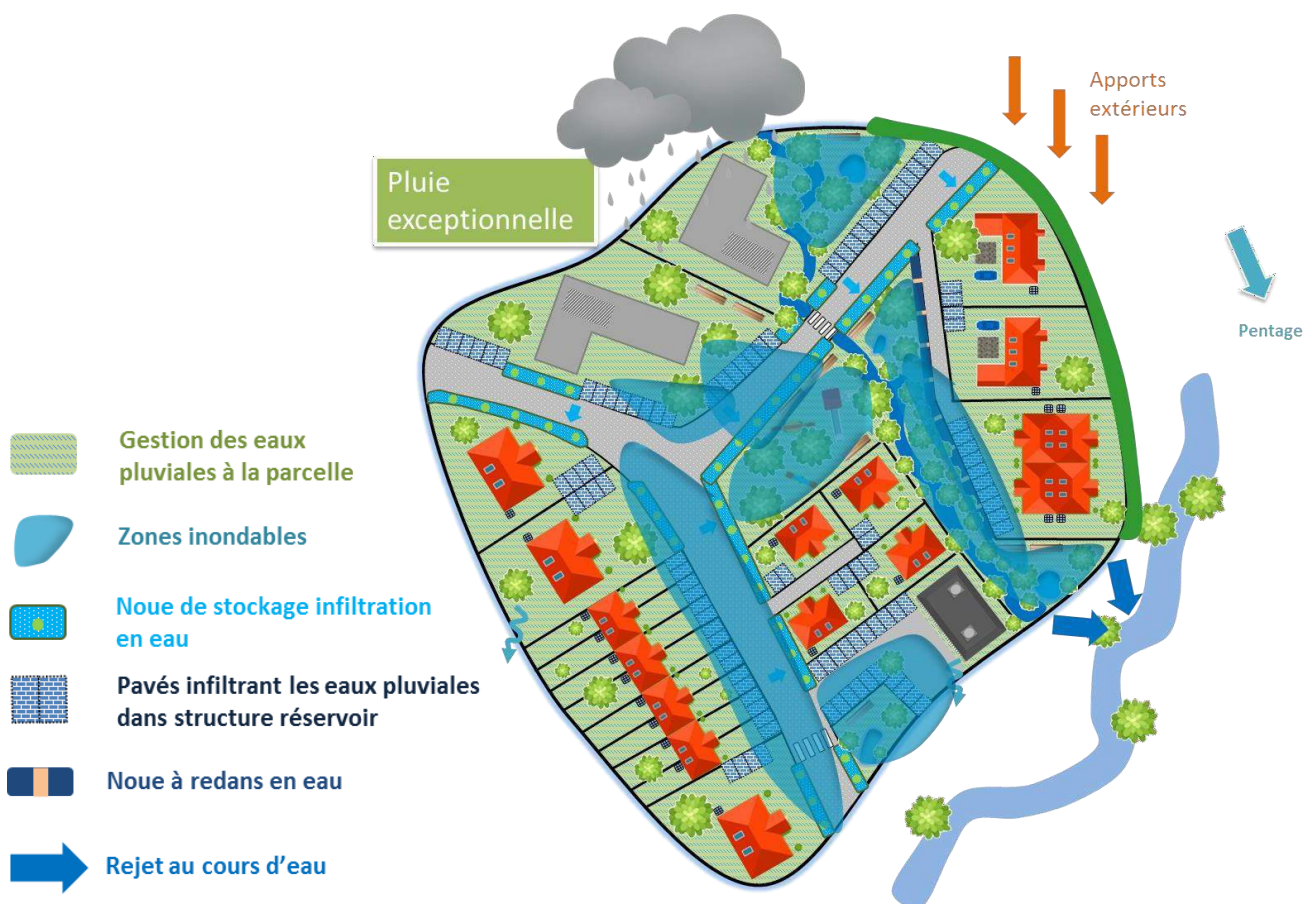 Apports
extérieurs
Pluie
exceptionnelle
Pentage
Gestion des eaux
pluviales à la parcelle
Zones inondables
Noue de stockage infiltration
en eau
Pavés infiltrant les eaux pluviales
dans structure réservoir
Noue à redans en eau
Rejet au cours d'eau